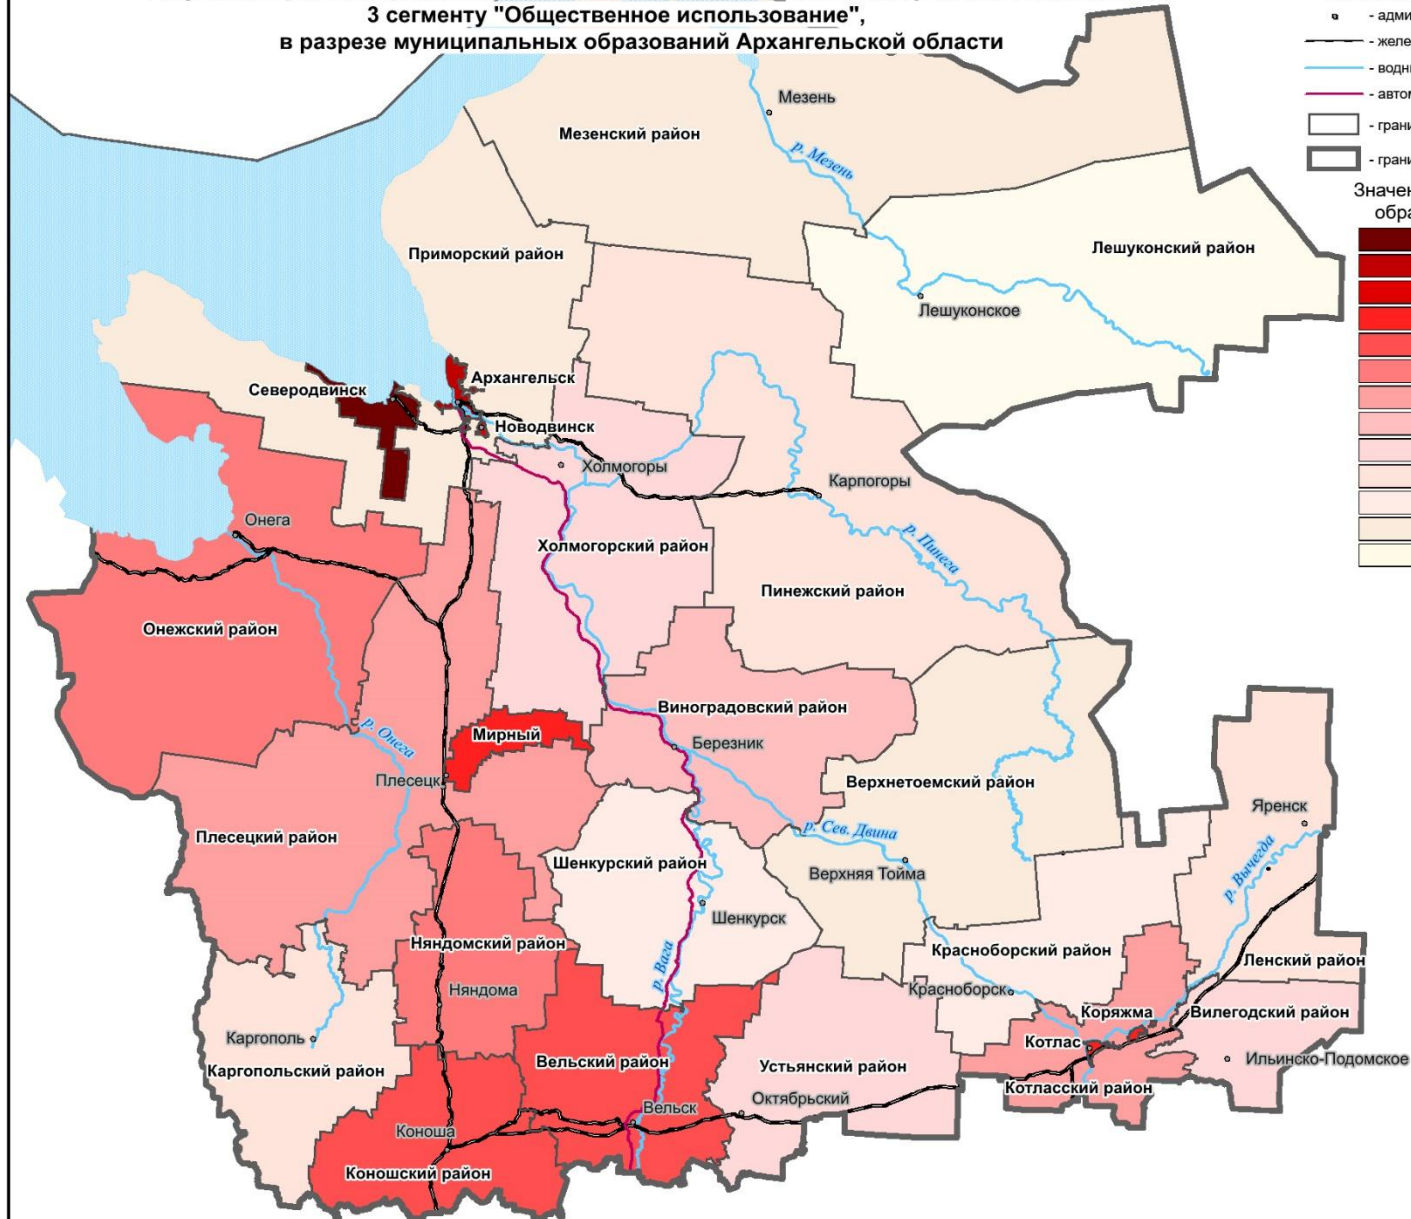 3 сегменту "Общественное использование",
в разрезе муниципальных образований Архангельской области
- адми
- желе
- водн
- автом
- грани
- грани
Значен
обра
Мезень
Мезенский район
р. Мезень
Лешуконский район
Приморский район
Лешуконское
Архангельск
Северодвинск
Новодвинск
Холмогоры
Карпогоры
Онега
р. Пинега
Холмогорский район
Пинежский район
Онежский район
Виноградовский район
р. Онега
Мирный
Березник
Плесецк
Верхнетоемский район
Яренск
р. Сев. Двина
Плесецкий район
Шенкурский район
р. Вычегда
Верхняя Тойма
Шенкурск
Няндомский район
Красноборский район
р. Вага
Ленский район
Няндома
Красноборск
Коряжма
Вилегодский район
Каргополь
Котлас
Вельский район
Устьянский район
Ильинско-Подомское
Каргопольский район
Котласский район
Октябрьский
Вельск
Коноша
Коношский район